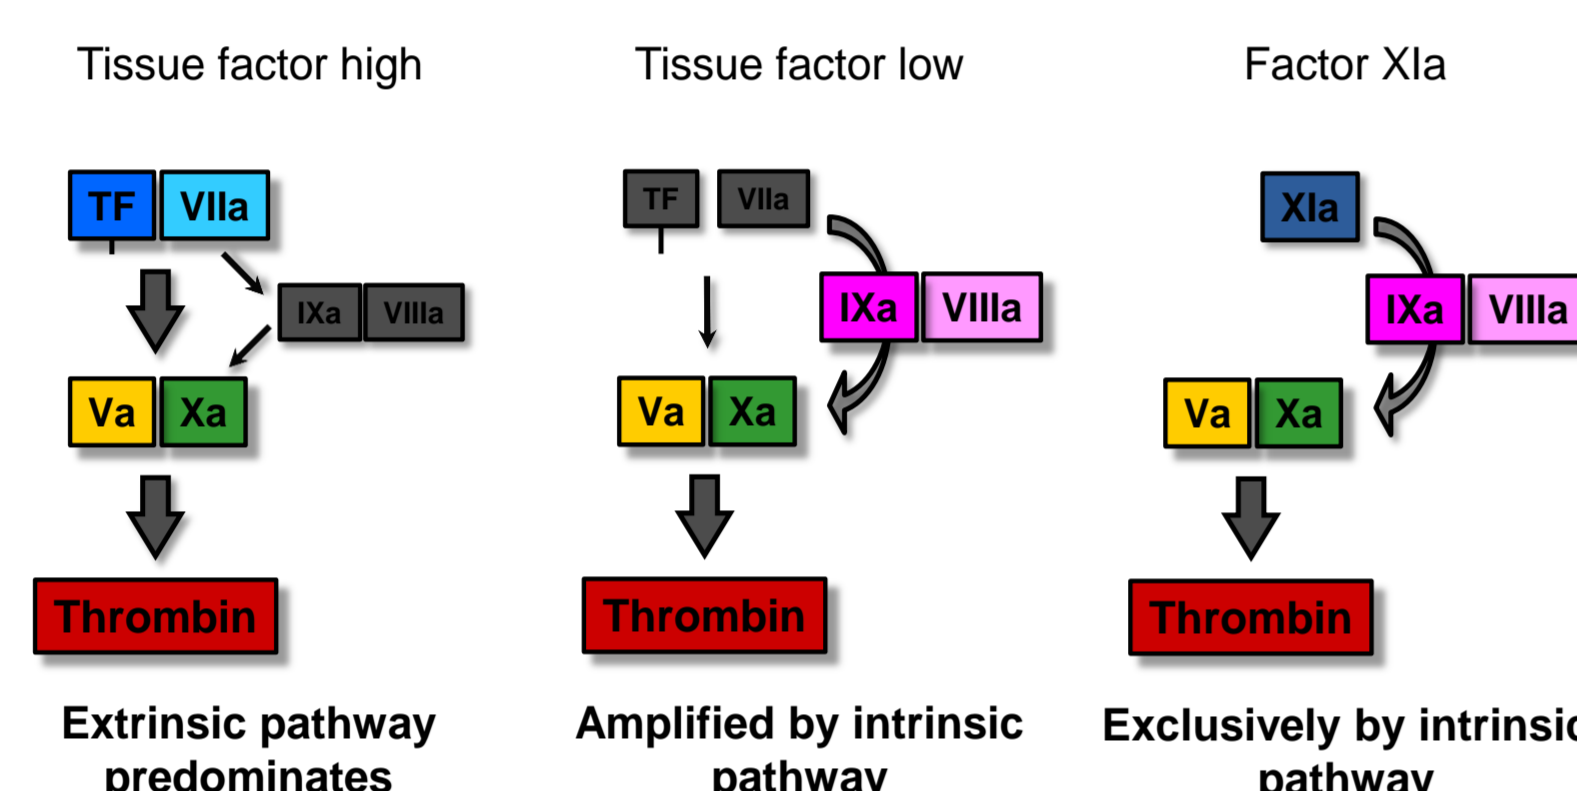 Tissue factor high
TF VIIa
IXa VIIIa
Va Xa
Thrombin
Extrinsic pathway
predominates
Tissue factor low
TF VIIa
IXa VIIIa
Va Xa
Thrombin
Amplified by intrinsic
pathway
Factor XIa
XIa
IXa VIIIa
Va Xa
Thrombin
Exclusively by intrinsic
pathway